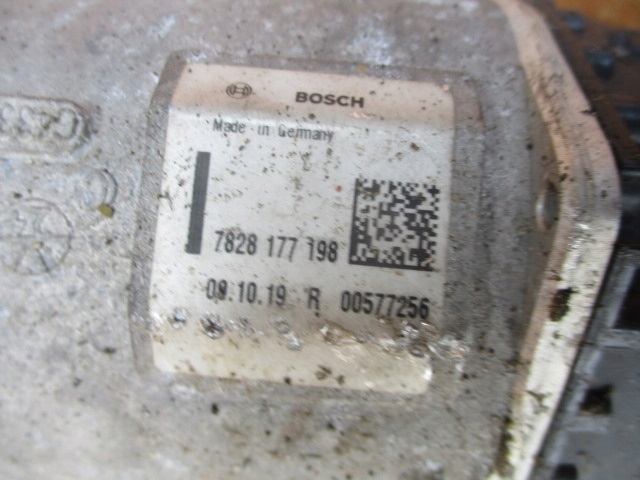 BOSCH
Made in Germany
7828 177 198
09.10.19 R 00577256